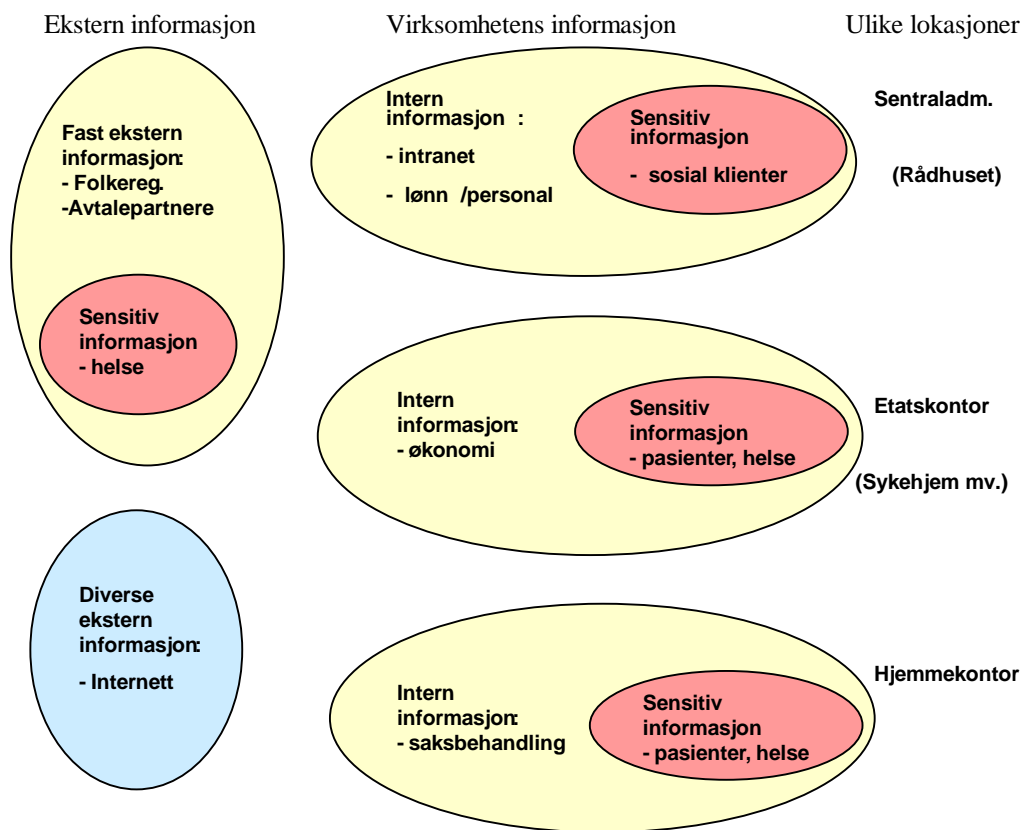 Ekstern informasjon
Virksomhetens informasjon
Ulike lokasjoner
Fast ekstern
informasjon:
- Folkereg.
-Avtalepartnere
Sensitiv
informasjon
- helse
Diverse
ekstern
informasjon:
- Internett
Intern
informasjon :
- intranet
- lønn /personal
Sensitiv
informasjon
- sosial klienter
Sentraladm.
(Rådhuset)
Intern
informasjon:
- økonomi
Sensitiv
informasjon
- pasienter, helse
Etatskontor
(Sykehjem mv.)
Intern
informasjon:
- saksbehandling
Sensitiv
informasjon
- pasienter, helse
Hjemmekontor